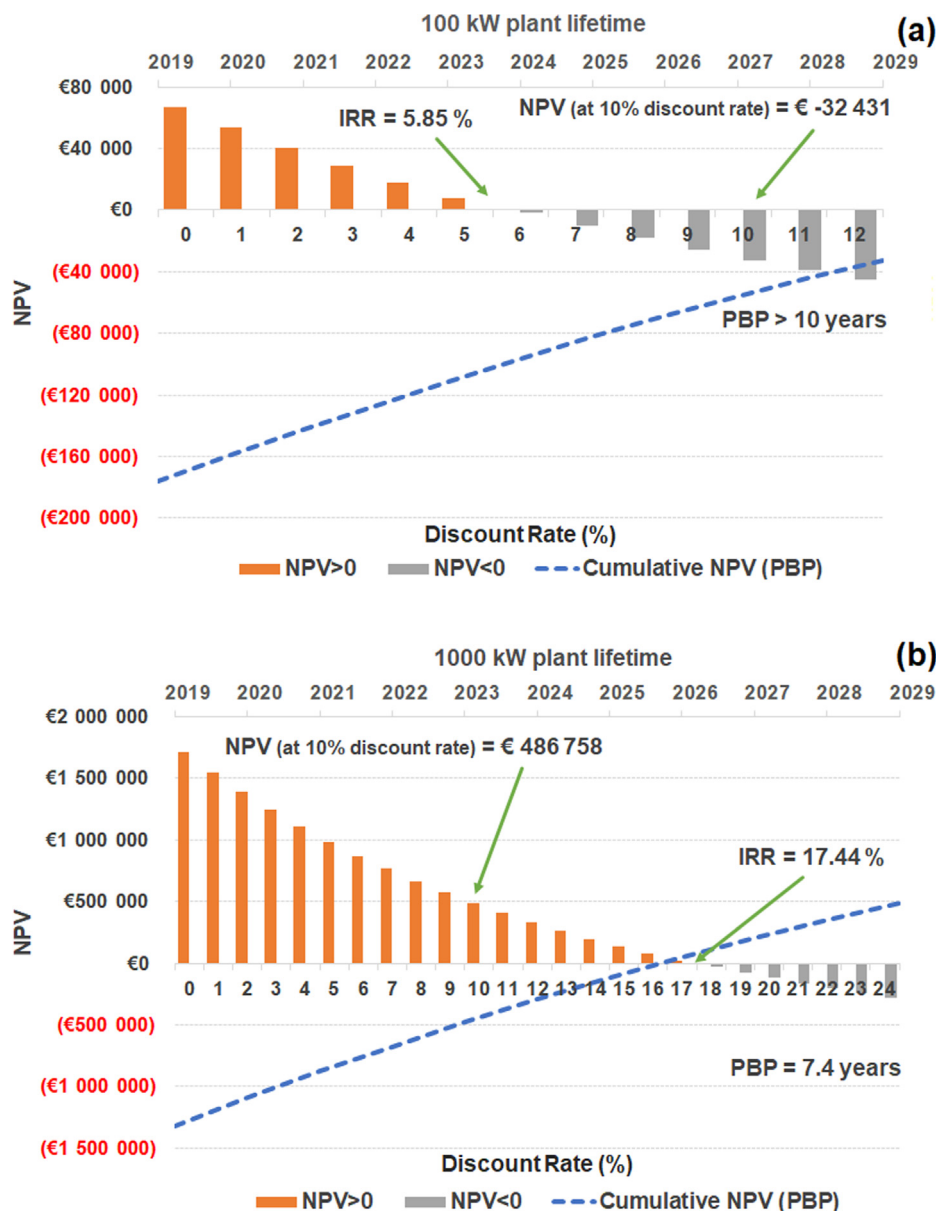 100 kW plant lifetime
(a)
2019 2020 2021 2022 2023 2024 2025 2026 2027 2028 2029
€80 000
NPV (at 10% discount rate) = € -32 431
IRR = 5.85 %
€40 000
€0
0 1 2 3 4 5 6 7 8 9 10 11 12
(€40 000)
NPV
PBP > 10 years
(€80 000)
(€120 000)
(€160 000)
(€200 000)
Discount Rate (%)
NPV>0 NPV<0 Cumulative NPV (PBP)
1000 kW plant lifetime
(b)
2019 2020 2021 2022 2023 2024 2025 2026 2027 2028 2029
€2 000 000
NPV (at 10% discount rate) = € 486 758
€1 500 000
€1 000 000
IRR = 17.44 %
€500 000
NPV
€0
0 1 2 3 4 5 6 7 8 9 10 11 12 13 14 15 16 17 18 19 20 21 22 23 24
(€500 000)
PBP = 7.4 years
(€1 000 000)
(€1 500 000)
Discount Rate (%)
NPV>0 NPV<0 Cumulative NPV (PBP)